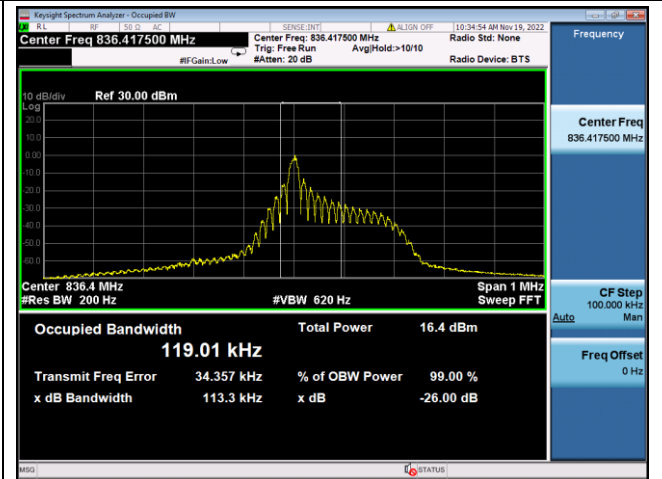 Keysight Spectrum Analyzer - Occupied BW
RL RF 50 Ω AC SENSE:INT ALIGN OFF 10:34:54 AM Nov 19, 2022
Center Freq 836.417500 MHz
Center Freq: 836.417500 MHz Radio Std: None
Trig: Free Run Avg|Hold:>10/10
#IFGain:Low #Atten: 20 dB Radio Device: BTS
10 dB/div Ref 30.00 dBm
Log
20.0
10.0
0.00
-10.0
-20.0
-30.0
-40.0
-50.0
-60.0
Center 836.4 MHz Span 1 MHz
#Res BW 200 Hz #VBW 620 Hz Sweep FFT
Occupied Bandwidth Total Power 16.4 dBm
119.01 kHz
Transmit Freq Error 34.357 kHz % of OBW Power 99.00 %
x dB Bandwidth 113.3 kHz x dB -26.00 dB
Frequency
Center Freq
836.417500 MHz
CF Step
100.000 kHz
Auto Man
Freq Offset
0 Hz
MSG STATUS